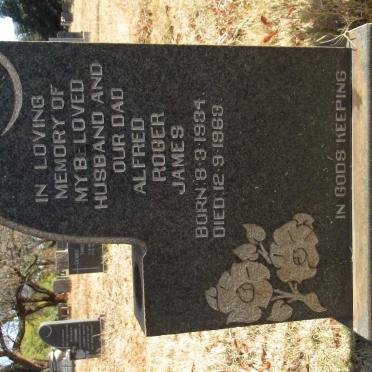 IN LOVING
MEMORY OF
MY BELOVED
HUSBAND AND
OUR DAD
ALFRED
ROGER
JAMES
BORN 8·3·1934
DIED 12·9·1988
IN GODS KEEPING